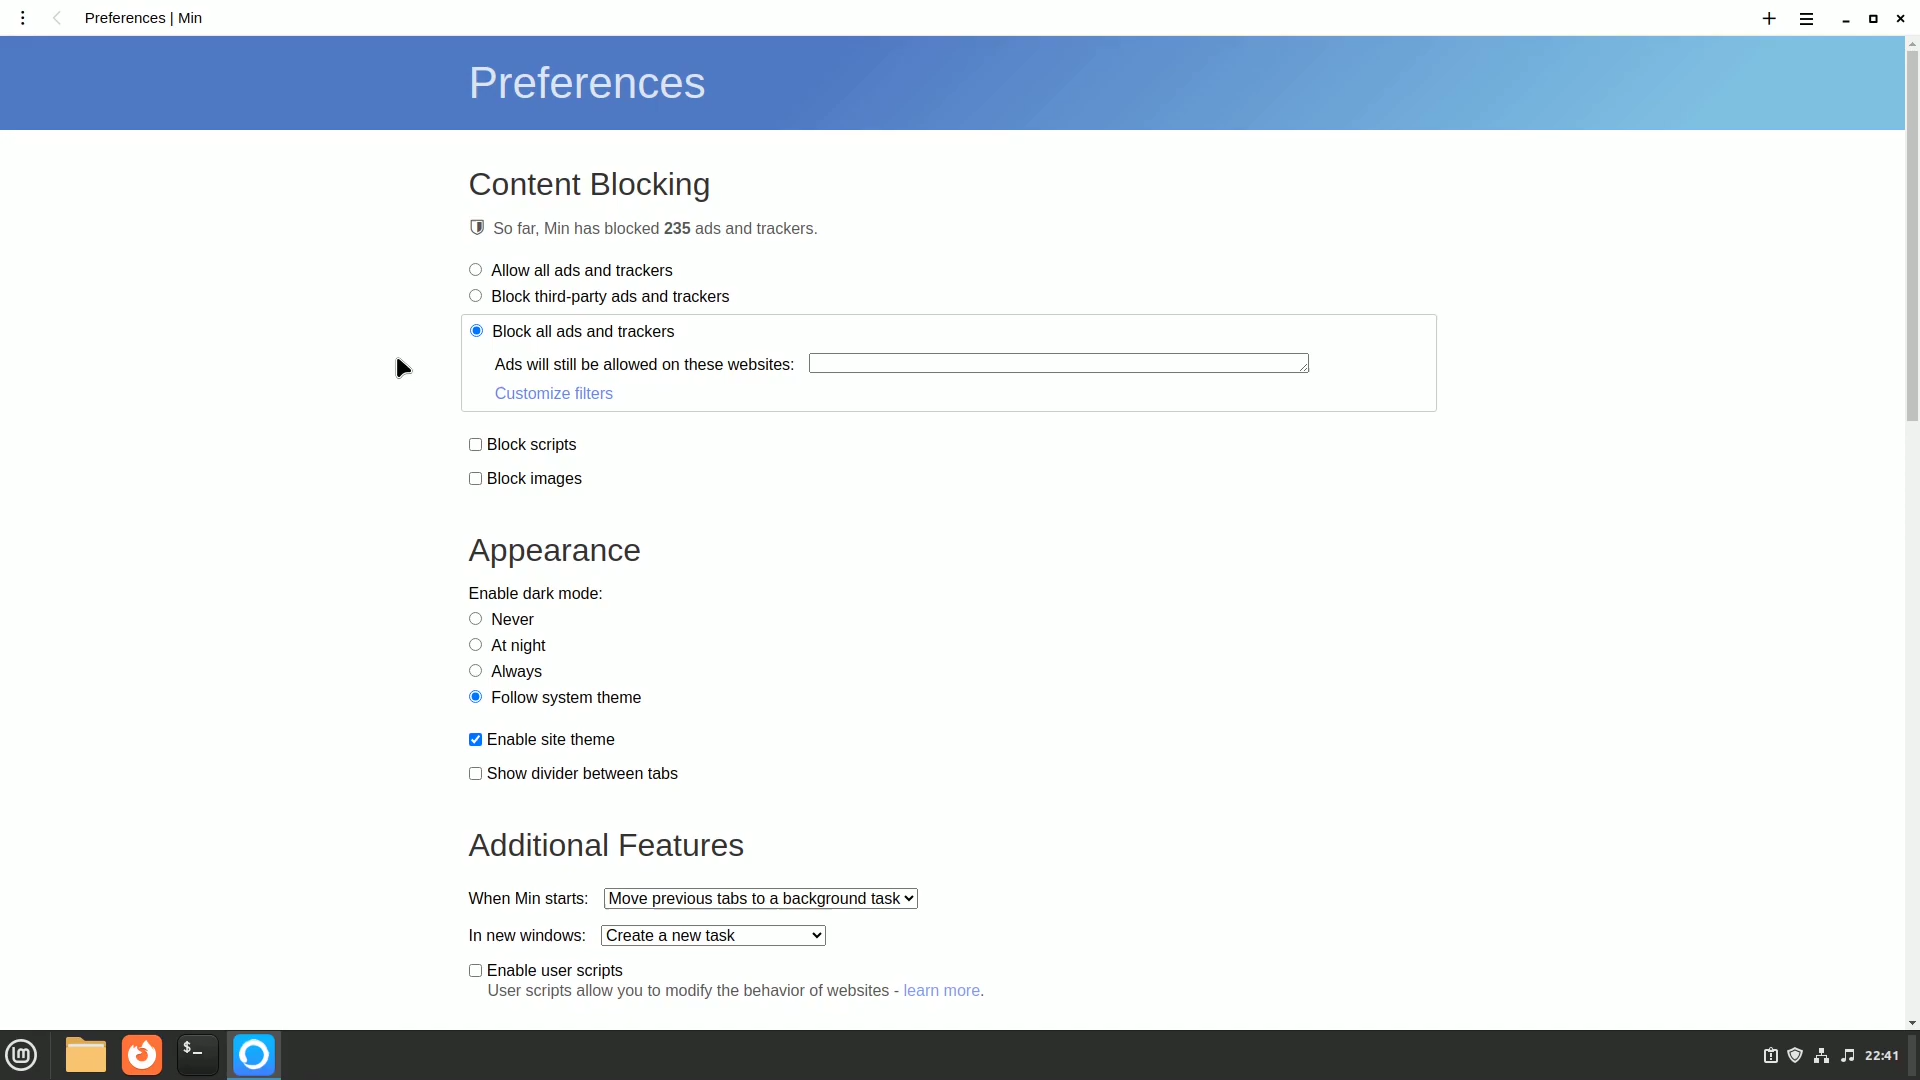 Preferences | Min
Preferences
Content Blocking
So far, Min has blocked 235 ads and trackers.
Allow all ads and trackers
Block third-party ads and trackers
Block all ads and trackers
Ads will still be allowed on these websites:
Customize filters
Block scripts
Block images
Appearance
Enable dark mode:
Never
At night
Always
Follow system theme
Enable site theme
Show divider between tabs
Additional Features
When Min starts: Move previous tabs to a background task
In new windows: Create a new task
Enable user scripts
User scripts allow you to modify the behavior of websites - learn more.
22:41